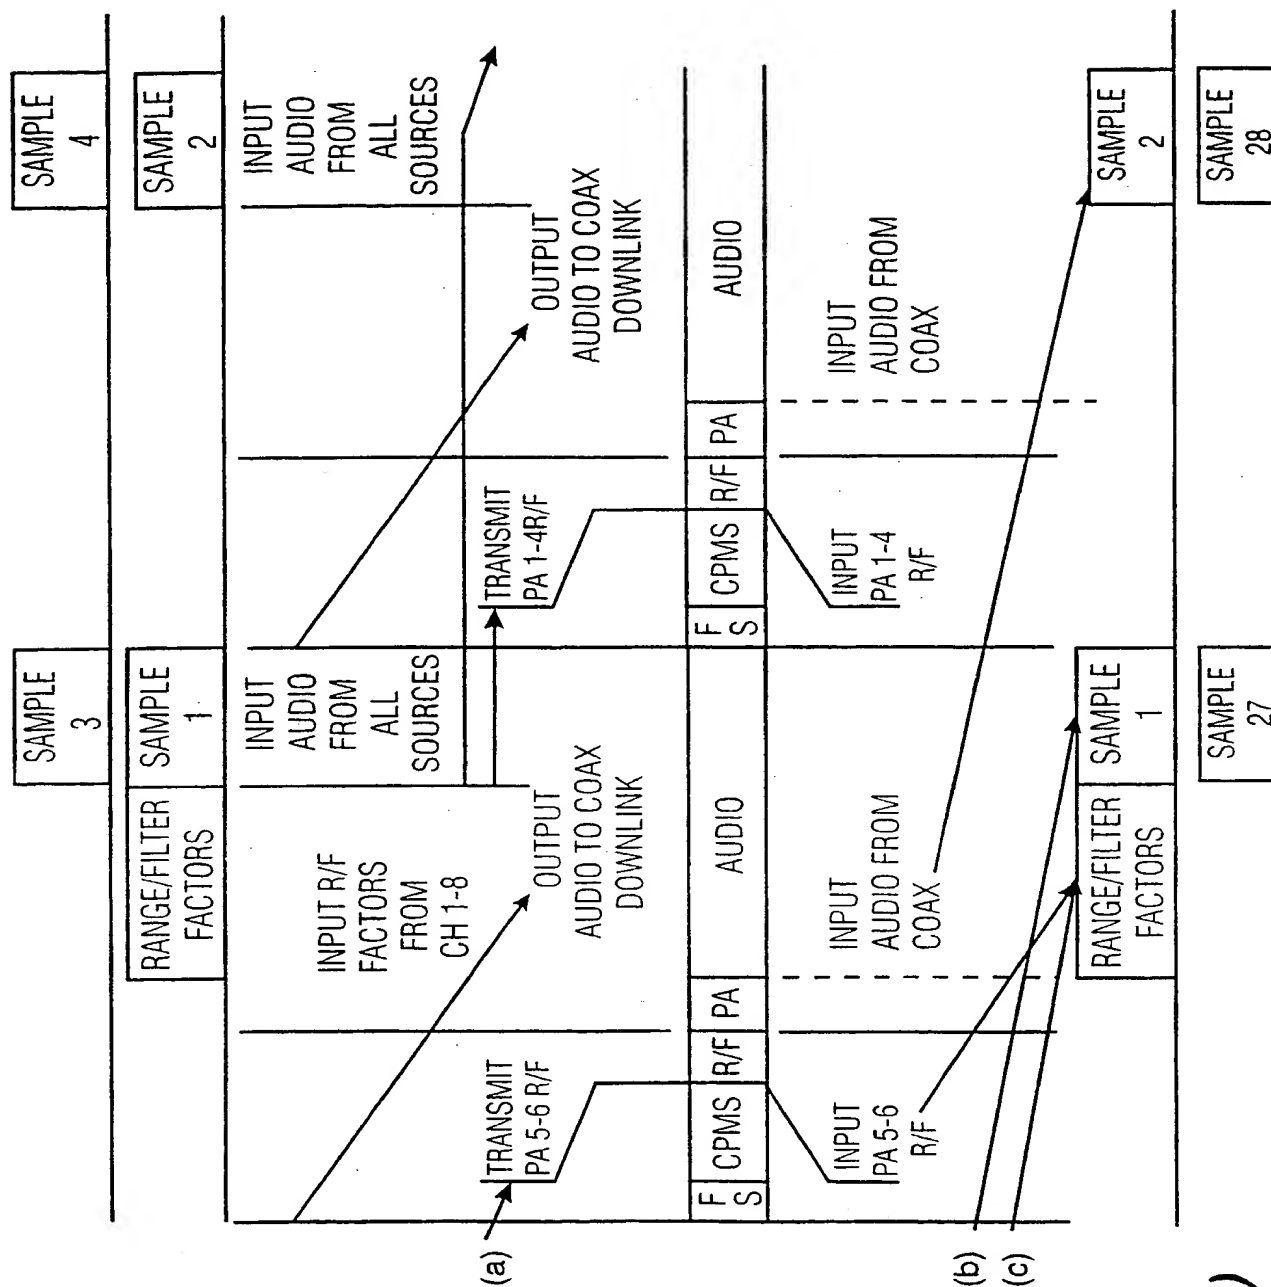 SAMPLE
3
SAMPLE
4
RANGE/FILTER
FACTORS
SAMPLE
1
SAMPLE
2
INPUT R/F
FACTORS
FROM
CH 1-8
INPUT
AUDIO
FROM
ALL
SOURCES
INPUT
AUDIO
FROM
ALL
SOURCES
(a)
TRANSMIT
PA 5-6 R/F
OUTPUT
AUDIO TO COAX
DOWNLINK
TRANSMIT
PA 1-4R/F
OUTPUT
AUDIO TO COAX
DOWNLINK
F
S
CPMS
R/F
PA
AUDIO
F
S
CPMS
R/F
PA
AUDIO
INPUT
PA 5-6
R/F
INPUT
AUDIO FROM
COAX
INPUT
PA 1-4
R/F
INPUT
AUDIO FROM
COAX
(b)
(c)
RANGE/FILTER
FACTORS
SAMPLE
1
SAMPLE
2
SAMPLE
27
SAMPLE
28